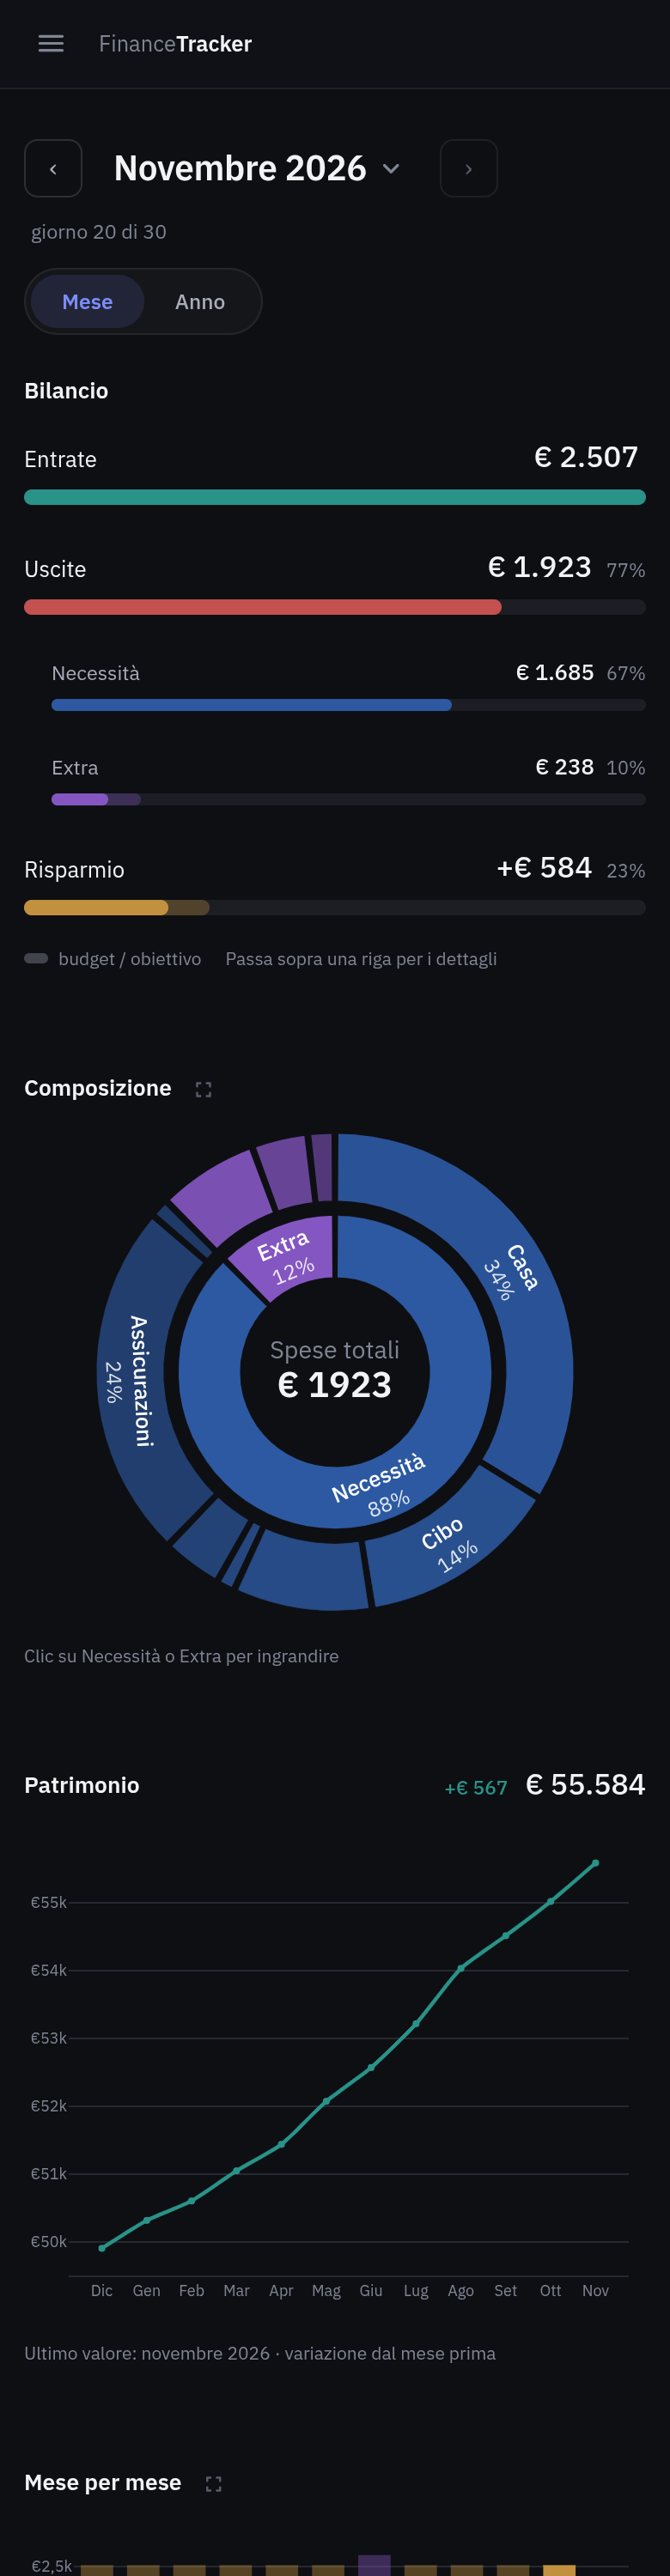 FinanceTracker
‹ Novembre 2026 ›
giorno 20 di 30
Mese Anno
Bilancio
Entrate € 2.507
Uscite € 1.923 77%
Necessità € 1.685 67%
Extra € 238 10%
Risparmio +€ 584 23%
budget / obiettivo Passa sopra una riga per i dettagli
Composizione
Extra
12%
Casa
34%
Assicurazioni
24%
Spese totali
€ 1923
Necessità
88%
Cibo
14%
Clic su Necessità o Extra per ingrandire
Patrimonio +€ 567 € 55.584
€55k
€54k
€53k
€52k
€51k
€50k
Dic Gen Feb Mar Apr Mag Giu Lug Ago Set Ott Nov
Ultimo valore: novembre 2026 · variazione dal mese prima
Mese per mese
€2,5k